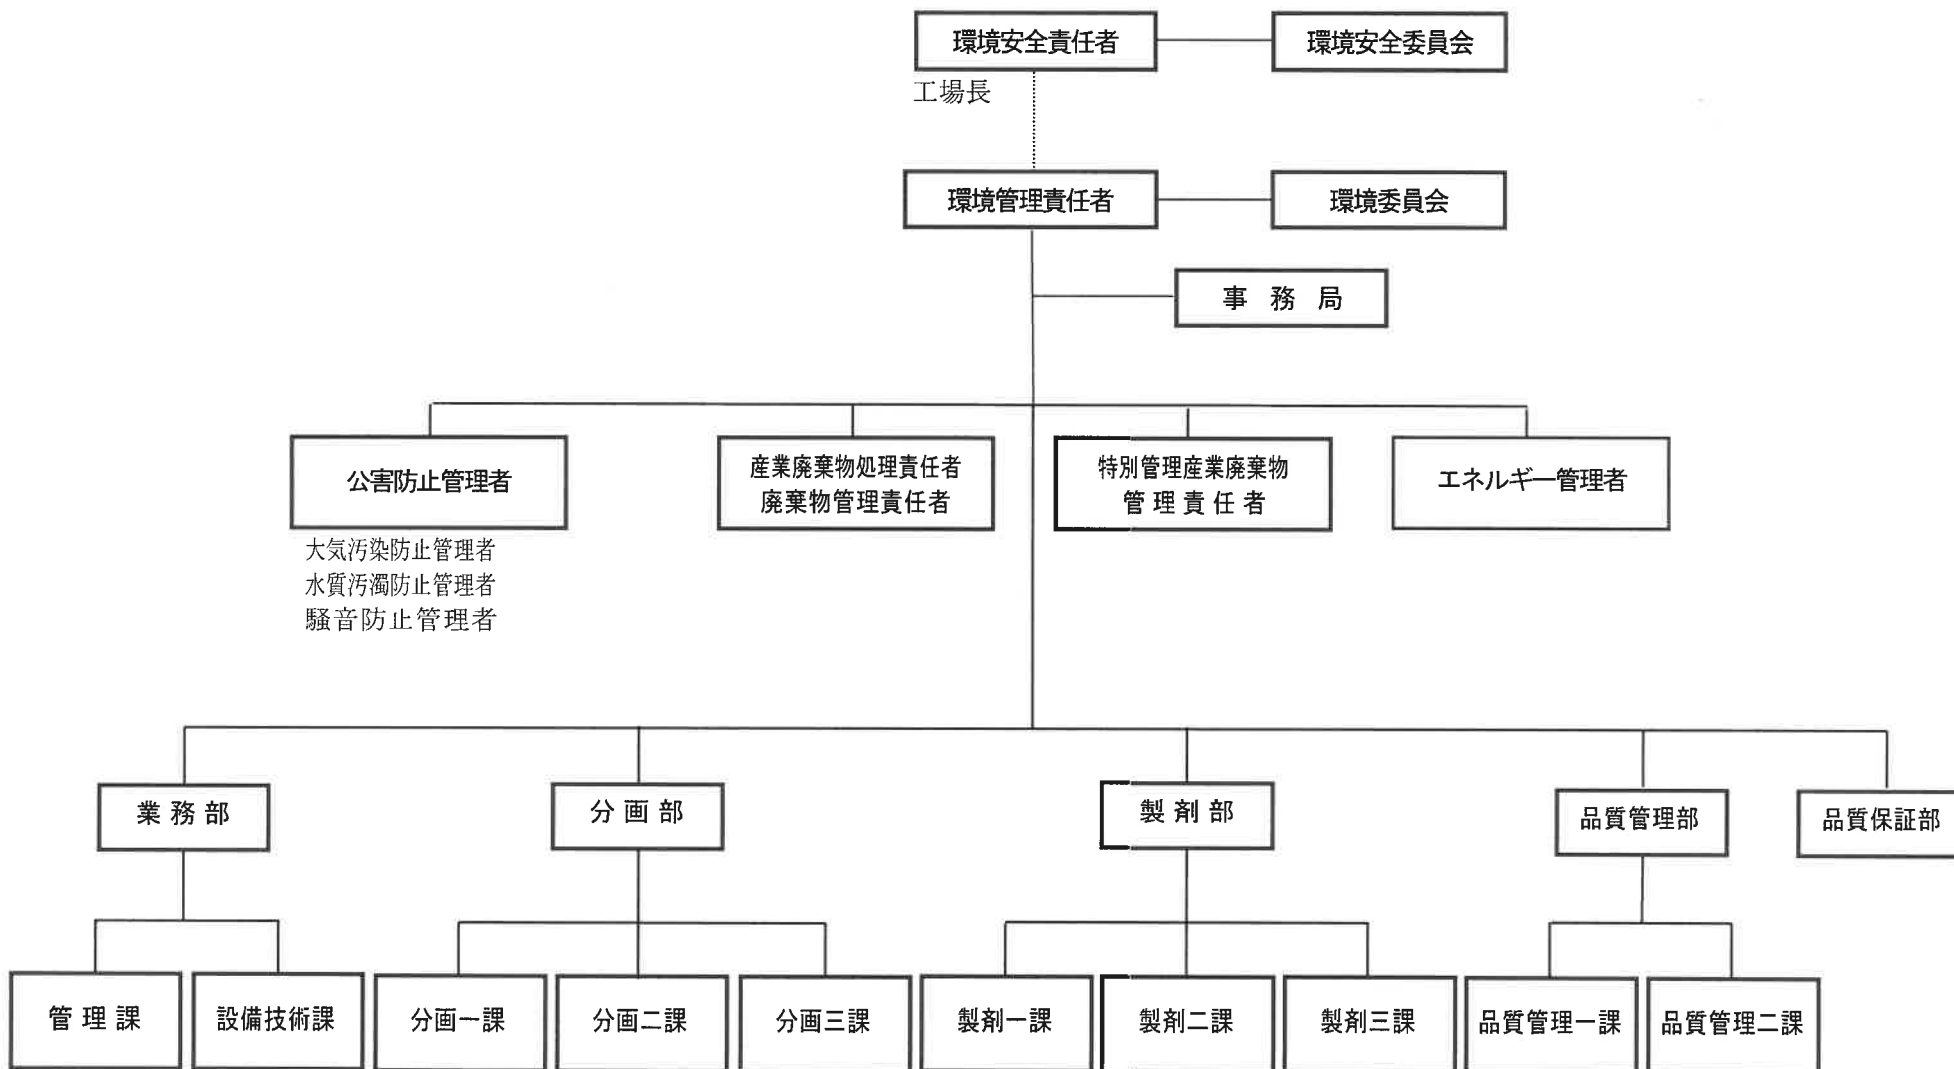 環境安全責任者
環境安全委員会
工場長
環境管理責任者
環境委員会
事務局
公害防止管理者
産業廃棄物処理責任者
廃棄物管理責任者
特別管理産業廃棄物
管理責任者
エネルギー管理者
大気汚染防止管理者
水質汚濁防止管理者
騒音防止管理者
業務部
分画部
製剤部
品質管理部
品質保証部
管理課
設備技術課
分画一課
分画二課
分画三課
製剤一課
製剤二課
製剤三課
品質管理一課
品質管理二課